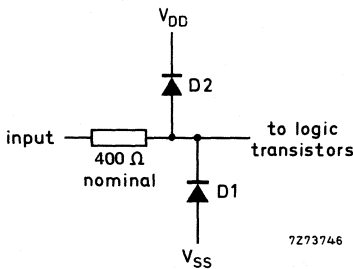 VDD
D2
input
400 Ω
nominal
to logic
transistors
D1
VSS
7Z73746